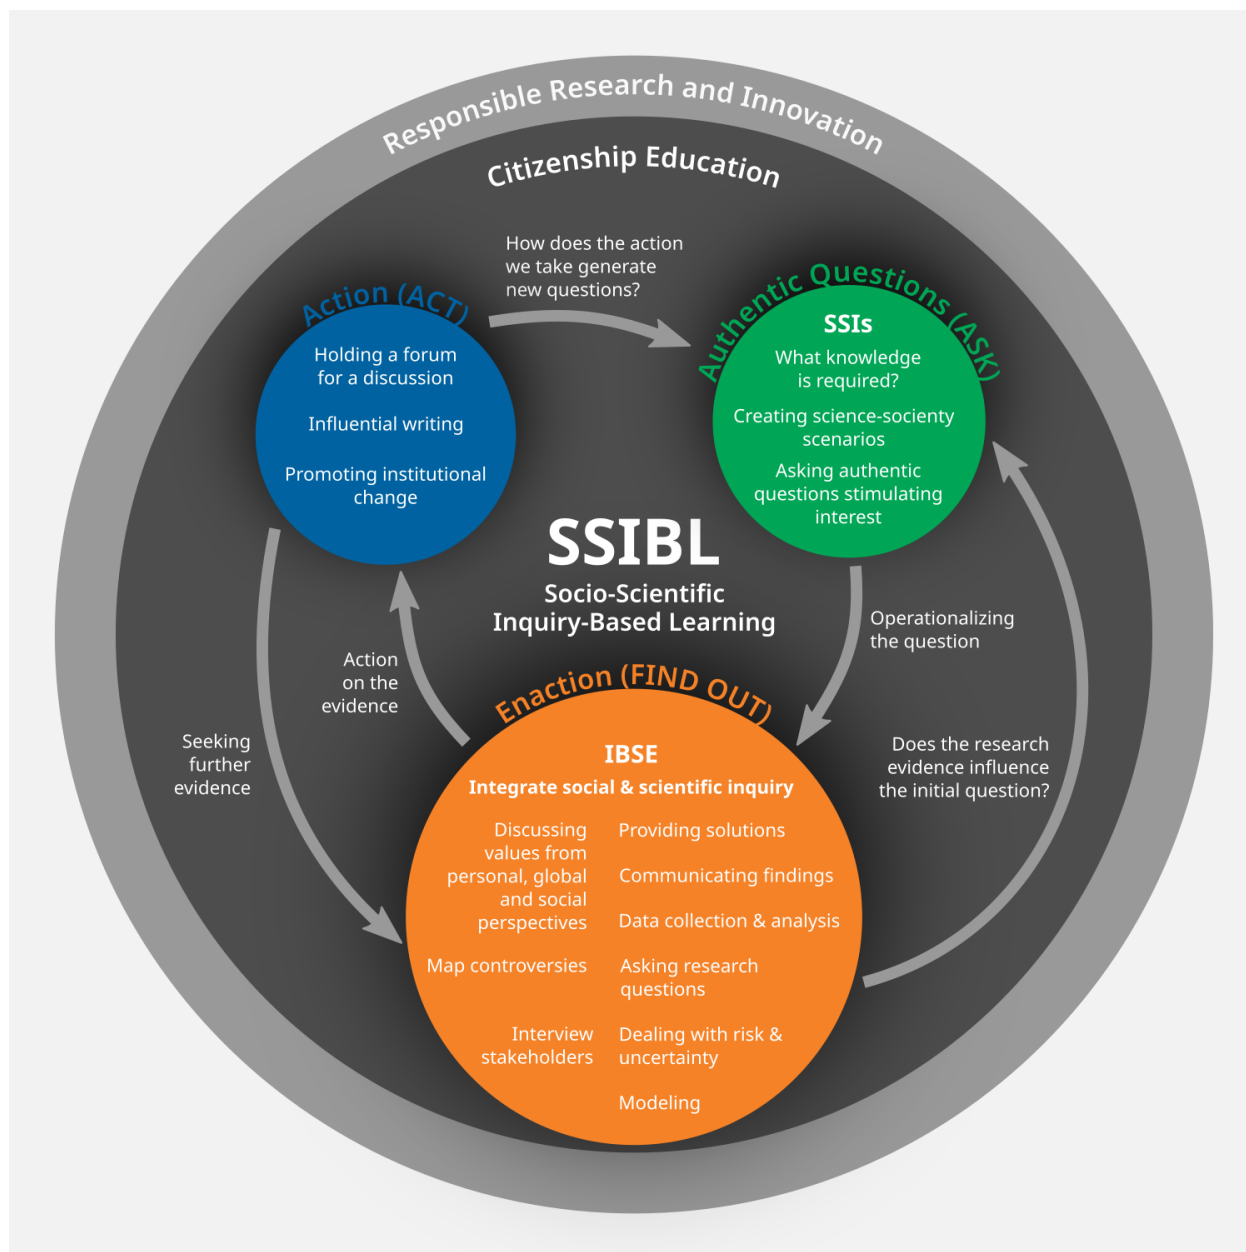 Responsible Research and Innovation
Citizenship Education
How does the action
we take generate
new questions?
Action (ACT)
Holding a forum
for a discussion
Influential writing
Promoting institutional
change
Authentic Questions (ASK)
SSIs
What knowledge
is required?
Creating science-socienty
scenarios
Asking authentic
questions stimulating
interest
SSIBL
Socio-Scientific
Inquiry-Based Learning
Operationalizing
the question
Action
on the
evidence
Seeking
further
evidence
Does the research
evidence influence
the initial question?
Enaction (FIND OUT)
IBSE
Integrate social & scientific inquiry
Discussing
values from
personal, global
and social
perspectives
Map controversies
Interview
stakeholders
Providing solutions
Communicating findings
Data collection & analysis
Asking research
questions
Dealing with risk &
uncertainty
Modeling